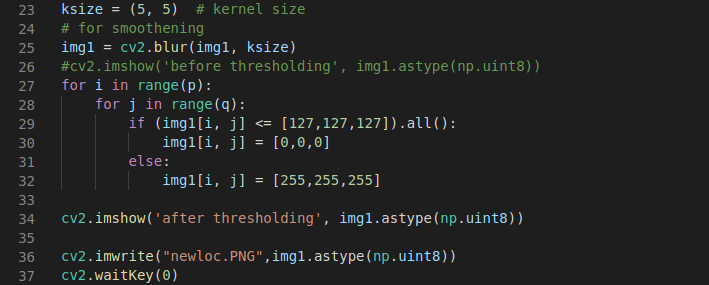 23 ksize = (5, 5)  # kernel size
24 # for smoothening
25 img1 = cv2.blur(img1, ksize)
26 #cv2.imshow('before thresholding', img1.astype(np.uint8))
27 for i in range(p):
28     for j in range(q):
29         if (img1[i, j] <= [127,127,127]).all():
30             img1[i, j] = [0,0,0]
31         else:
32             img1[i, j] = [255,255,255]
33
34 cv2.imshow('after thresholding', img1.astype(np.uint8))
35
36 cv2.imwrite("newloc.PNG",img1.astype(np.uint8))
37 cv2.waitKey(0)